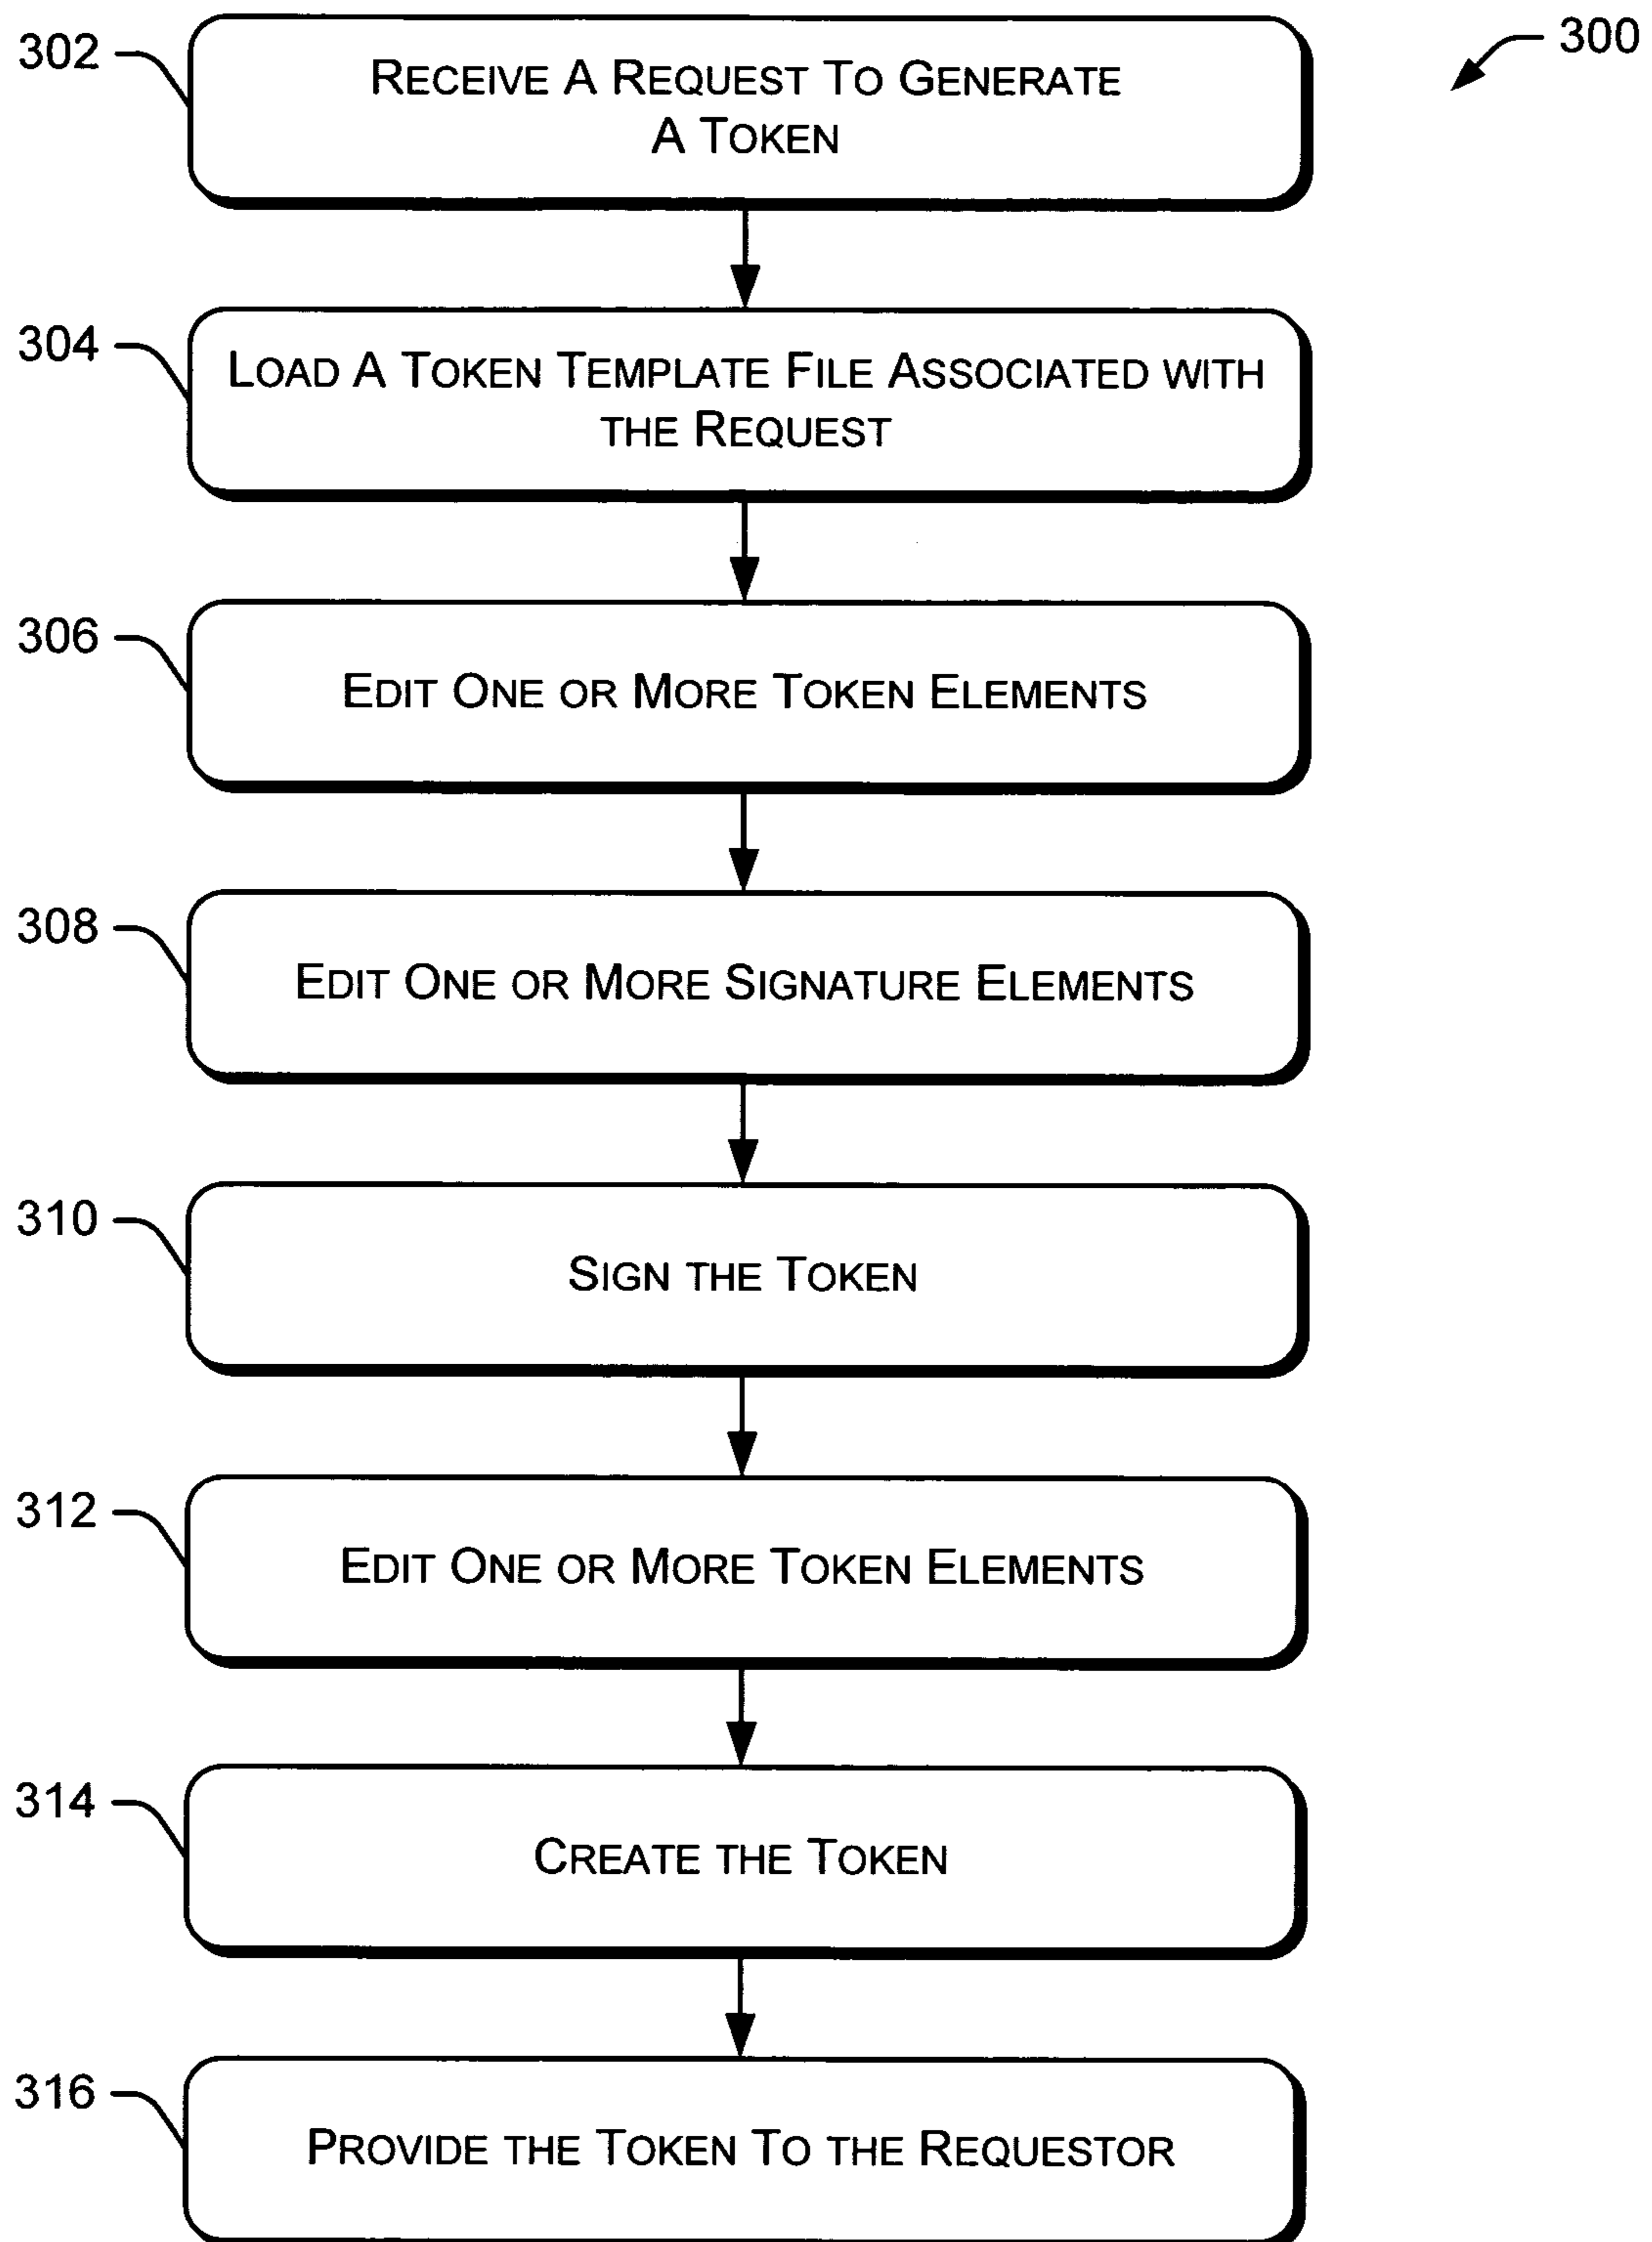 302
RECEIVE A REQUEST TO GENERATE
A TOKEN
300
304
LOAD A TOKEN TEMPLATE FILE ASSOCIATED WITH
THE REQUEST
306
EDIT ONE OR MORE TOKEN ELEMENTS
308
EDIT ONE OR MORE SIGNATURE ELEMENTS
310
SIGN THE TOKEN
312
EDIT ONE OR MORE TOKEN ELEMENTS
314
CREATE THE TOKEN
316
PROVIDE THE TOKEN TO THE REQUESTOR